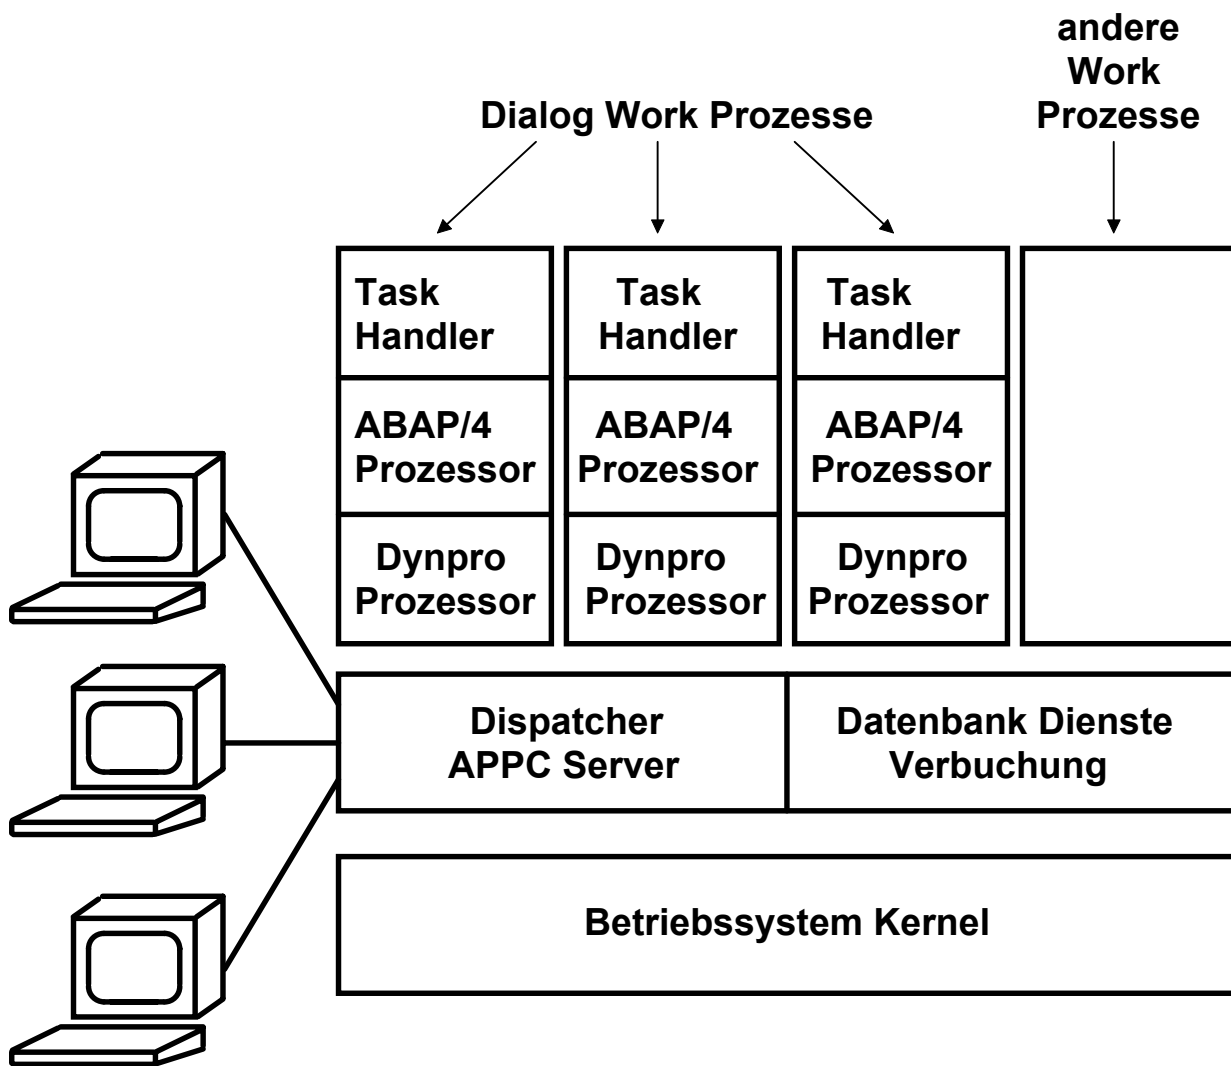 andere
Work
Prozesse
Dialog Work Prozesse
Task
Handler
Task
Handler
Task
Handler
ABAP/4
Prozessor
ABAP/4
Prozessor
ABAP/4
Prozessor
Dynpro
Prozessor
Dynpro
Prozessor
Dynpro
Prozessor
Dispatcher
APPC Server
Datenbank Dienste
Verbuchung
Betriebssystem Kernel